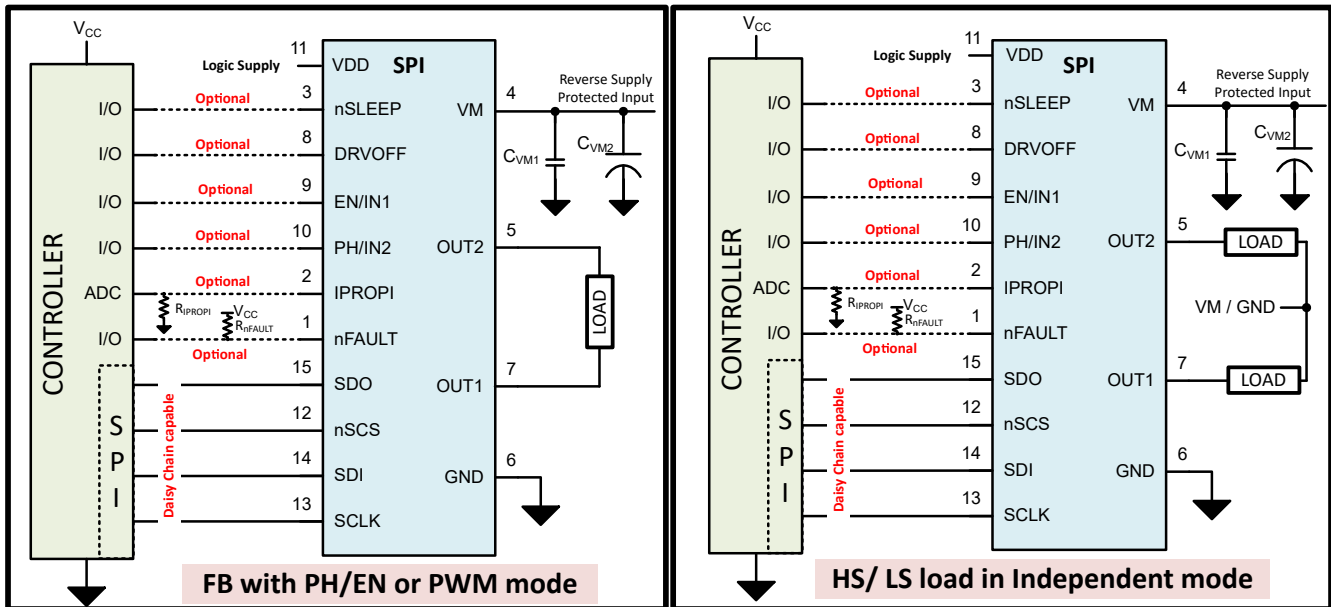 VCC
11
Logic Supply
VDD
SPI
I/O
Optional
3
nSLEEP
VM
4
Reverse Supply
Protected Input
I/O
Optional
8
DRVOFF
CVM1
CVM2
I/O
Optional
9
EN/IN1
I/O
Optional
10
PH/IN2
OUT2
5
ADC
Optional
2
IPROPI
RIPROPI
VCC
RnFAULT
LOAD
I/O
Optional
1
nFAULT
CONTROLLER
SPI
Daisy Chain capable
15
SDO
OUT1
7
12
nSCS
14
SDI
GND
6
13
SCLK
FB with PH/EN or PWM mode
VCC
11
Logic Supply
VDD
SPI
I/O
Optional
3
nSLEEP
VM
4
Reverse Supply
Protected Input
I/O
Optional
8
DRVOFF
CVM1
CVM2
I/O
Optional
9
EN/IN1
I/O
Optional
10
PH/IN2
OUT2
5
LOAD
ADC
Optional
2
IPROPI
RIPROPI
VCC
RnFAULT
VM / GND
I/O
Optional
1
nFAULT
CONTROLLER
SPI
Daisy Chain capable
15
SDO
OUT1
7
LOAD
12
nSCS
14
SDI
GND
6
13
SCLK
HS/ LS load in Independent mode